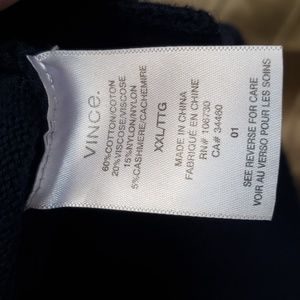 VINCE.
60%COTTON/COTON
20%VISCOSE/VISCOSE
15%NYLON/NYLON
5%CASHMERE/CACHEMIRE
XXL/TTG
MADE IN CHINA
FABRIQUÉ EN CHINE
RN# 106730
CA# 34460
01
SEE REVERSE FOR CARE
VOIR AU VERSO POUR LES SOINS